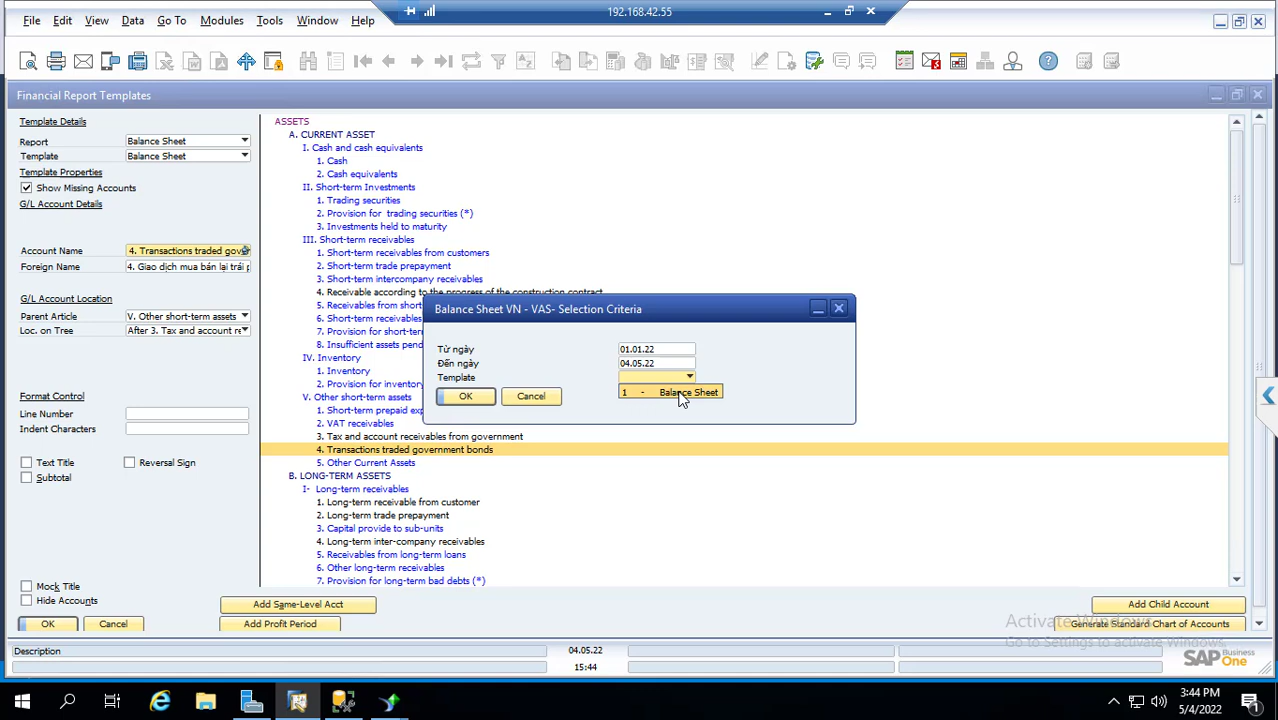 192.168.42.55
File Edit View Data Go To Modules Tools Window Help
Financial Report Templates
Template Details
Report Balance Sheet
Template Balance Sheet
Template Properties
Show Missing Accounts
G/L Account Details
Account Name 4. Transactions traded gov
Foreign Name 4. Giao dịch mua bán lại trái
G/L Account Location
Parent Article V. Other short-term assets
Loc. on Tree After 3. Tax and account re
Format Control
Line Number
Indent Characters
Text Title Reversal Sign
Subtotal
Mock Title
Hide Accounts
OK Cancel
ASSETS
A. CURRENT ASSET
I. Cash and cash equivalents
1. Cash
2. Cash equivalents
II. Short-term Investments
1. Trading securities
2. Provision for trading securities (*)
3. Investments held to maturity
III. Short-term receivables
1. Short-term receivables from customers
2. Short-term trade prepayment
3. Short-term intercompany receivables
4. Receivable according to the progress of the construction contract
5. Receivables from short
6. Other short-term
7. Provision for short-term
8. Insufficient assets pend
IV. Inventory
1. Inventory
2. Provision for inventory
V. Other short-term assets
1. Short-term prepaid exp
2. VAT receivables
3. Tax and account receivables from government
4. Transactions traded government bonds
5. Other Current Assets
B. LONG-TERM ASSETS
I- Long-term receivables
1. Long-term receivable from customer
2. Long-term trade prepayment
3. Capital provide to sub-units
4. Long-term inter-company receivables
5. Receivables from long-term loans
6. Other long-term receivables
7. Provision for long-term bad debts (*)
Balance Sheet VN - VAS- Selection Criteria
Từ ngày 01.01.22
Đến ngày 04.05.22
Template
1 - Balance Sheet
OK Cancel
Add Same-Level Acct Add Child Account
Add Profit Period Generate Standard Chart of Accounts
Activate Windows
Go to Settings to activate Windows.
Description 04.05.22
15:44
SAP Business One
3:44 PM
5/4/2022
1